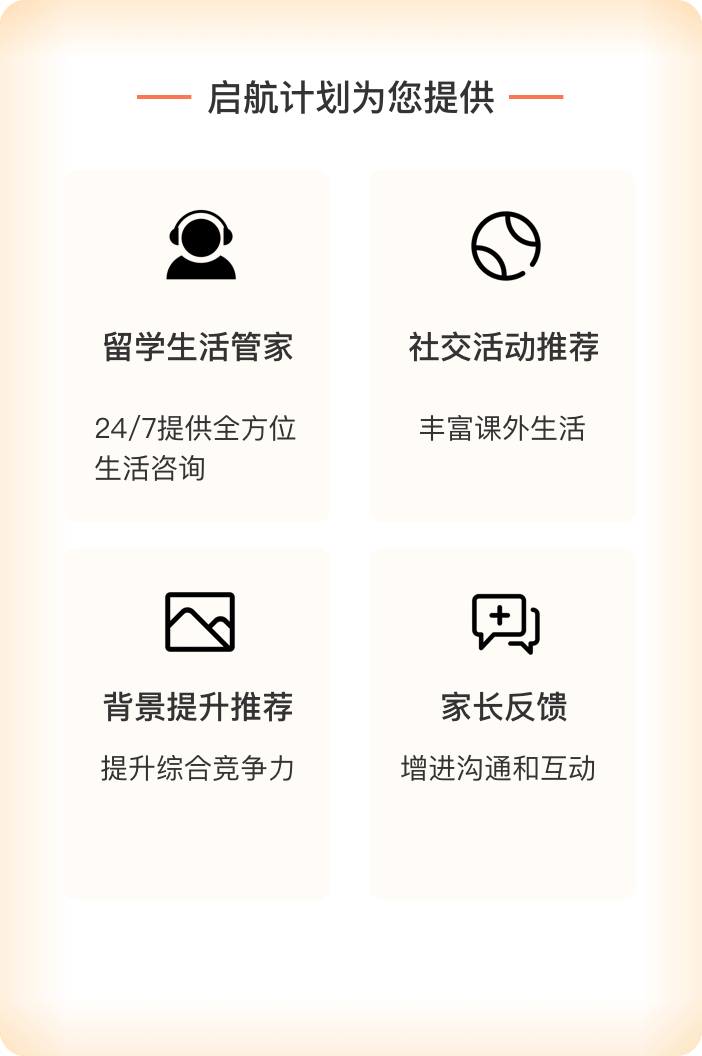 启航计划为您提供
留学生活管家
24/7提供全方位
生活咨询
社交活动推荐
丰富课外生活
背景提升推荐
提升综合竞争力
家长反馈
增进沟通和互动